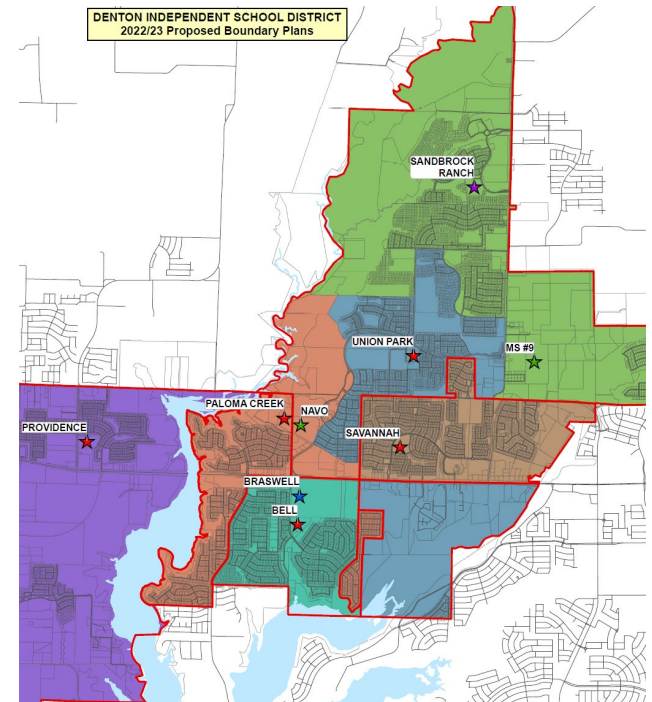 DENTON INDEPENDENT SCHOOL DISTRICT
2022/23 Proposed Boundary Plans
SANDBROCK
RANCH
UNION PARK
MS #9
PALOMA CREEK
NAVO
PROVIDENCE
SAVANNAH
BRASWELL
BELL